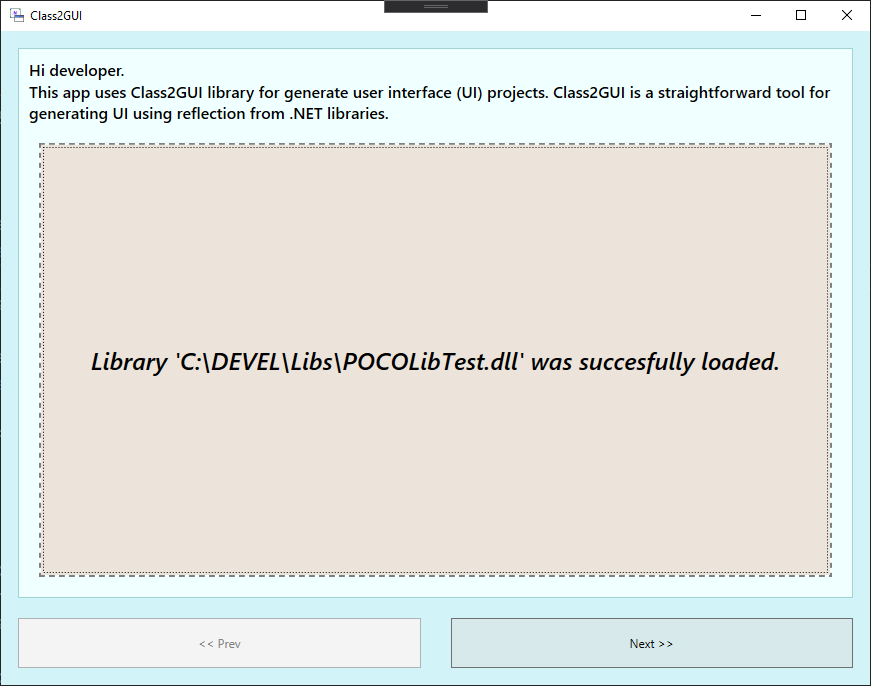 Class2GUI
Hi developer.
This app uses Class2GUI library for generate user interface (UI) projects. Class2GUI is a straightforward tool for
generating UI using reflection from .NET libraries.
Library 'C:\DEVEL\Libs\POCOLibTest.dll' was succesfully loaded.
<< Prev
Next >>